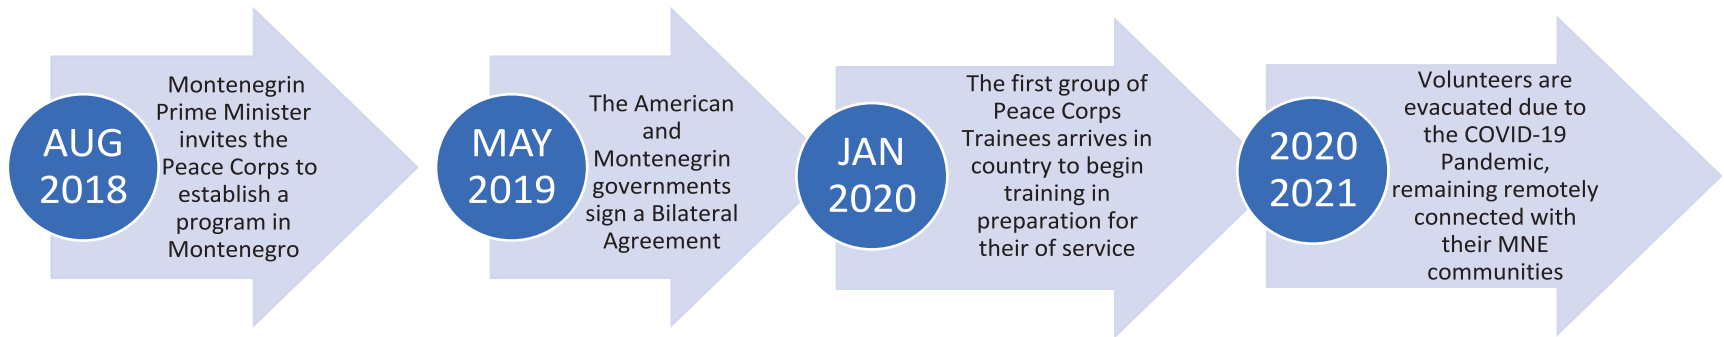 AUG
2018
Montenegrin
Prime Minister
invites the
Peace Corps to
establish a
program in
Montenegro
MAY
2019
The American
and
Montenegrin
governments
sign a Bilateral
Agreement
JAN
2020
The first group of
Peace Corps
Trainees arrives in
country to begin
training in
preparation for
their of service
2020
2021
Volunteers are
evacuated due to
the COVID-19
Pandemic,
remaining remotely
connected with
their MNE
communities